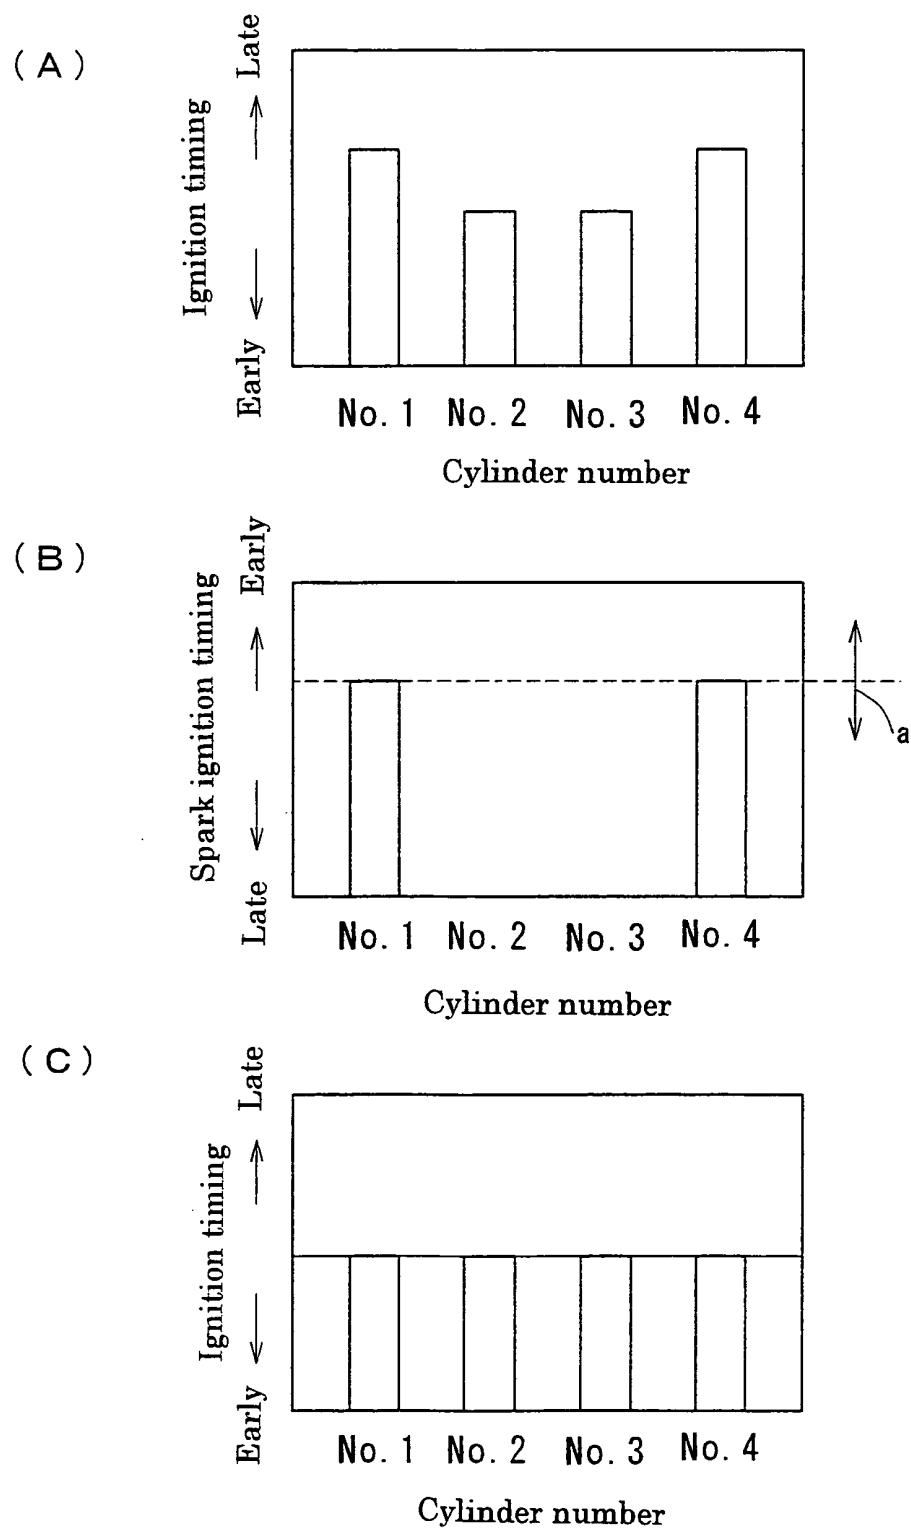 (A)
Late
Ignition timing
Early
No. 1 No. 2 No. 3 No. 4
Cylinder number
(B)
Early
Spark ignition timing
Late
a
No. 1 No. 2 No. 3 No. 4
Cylinder number
(C)
Late
Ignition timing
Early
No. 1 No. 2 No. 3 No. 4
Cylinder number